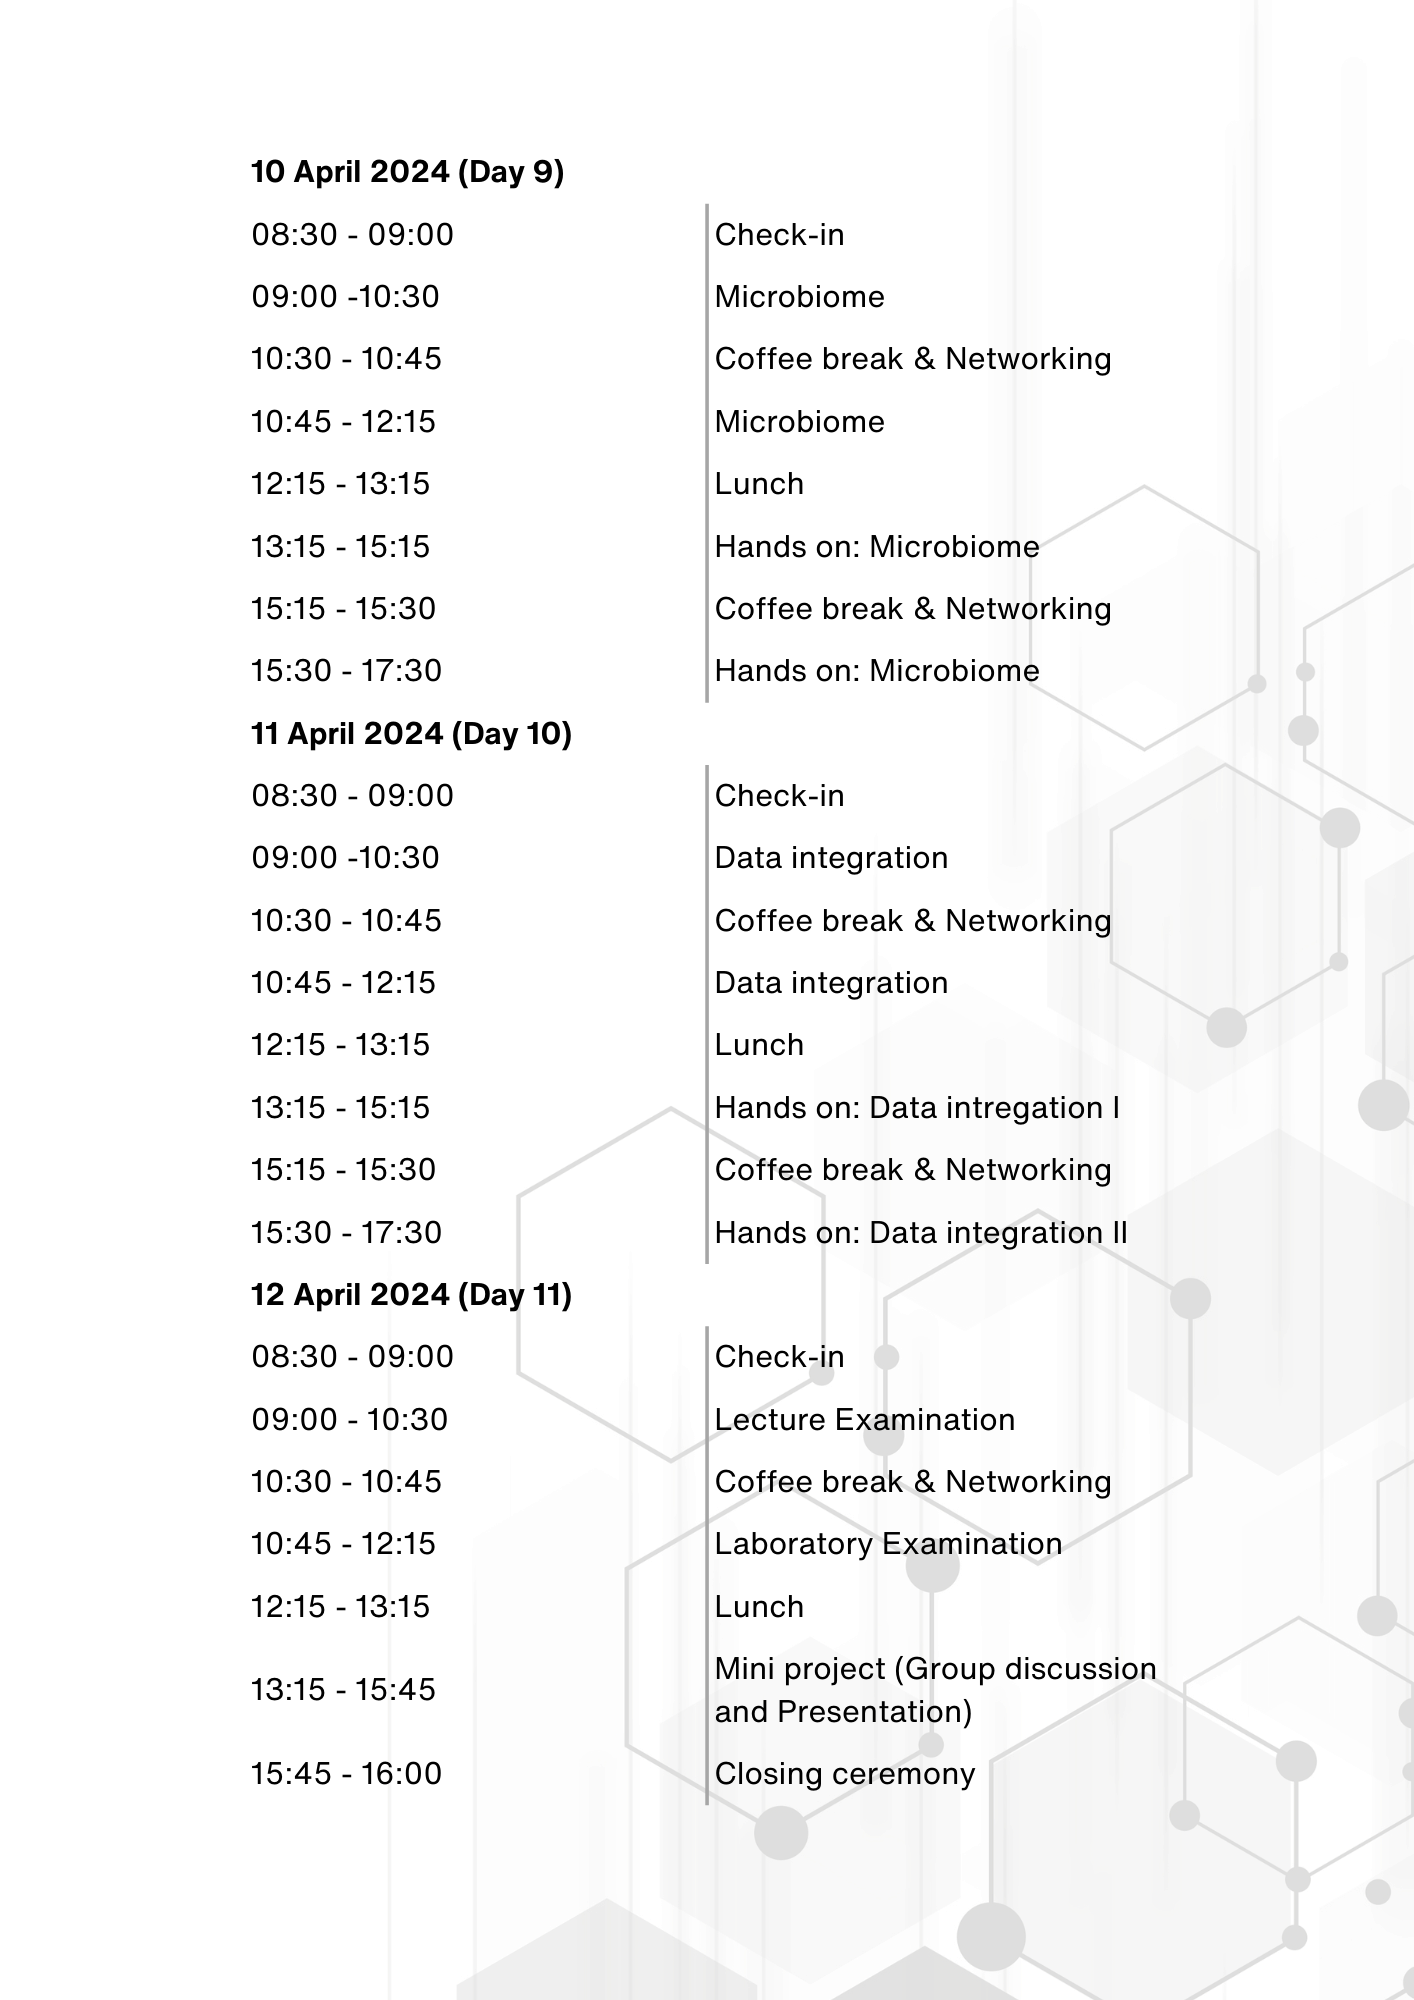 10 April 2024 (Day 9)
08:30 - 09:00 Check-in
09:00 -10:30 Microbiome
10:30 - 10:45 Coffee break & Networking
10:45 - 12:15 Microbiome
12:15 - 13:15 Lunch
13:15 - 15:15 Hands on: Microbiome
15:15 - 15:30 Coffee break & Networking
15:30 - 17:30 Hands on: Microbiome
11 April 2024 (Day 10)
08:30 - 09:00 Check-in
09:00 -10:30 Data integration
10:30 - 10:45 Coffee break & Networking
10:45 - 12:15 Data integration
12:15 - 13:15 Lunch
13:15 - 15:15 Hands on: Data intregation I
15:15 - 15:30 Coffee break & Networking
15:30 - 17:30 Hands on: Data integration II
12 April 2024 (Day 11)
08:30 - 09:00 Check-in
09:00 - 10:30 Lecture Examination
10:30 - 10:45 Coffee break & Networking
10:45 - 12:15 Laboratory Examination
12:15 - 13:15 Lunch
13:15 - 15:45 Mini project (Group discussion
and Presentation)
15:45 - 16:00 Closing ceremony